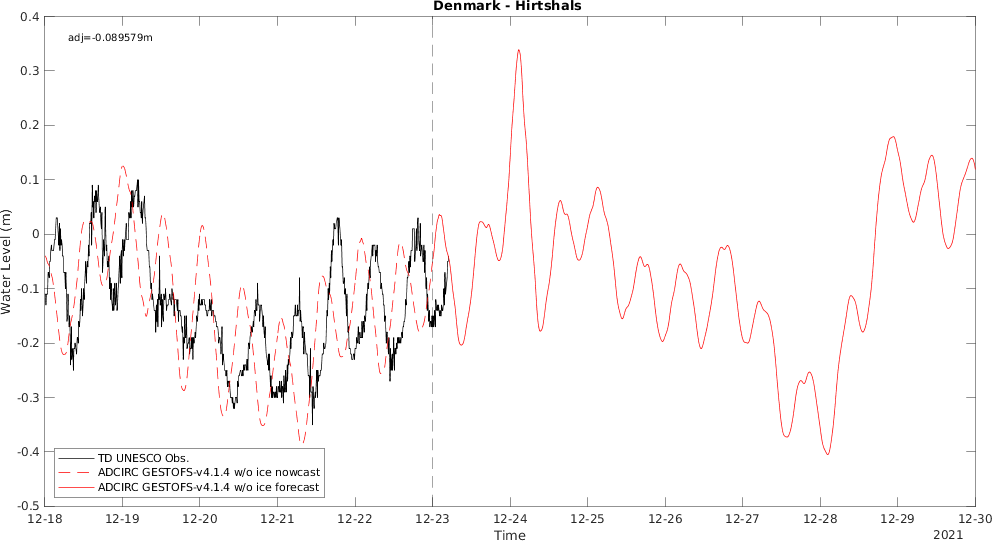 Denmark - Hirtshals
adj=-0.089579m
Water Level (m)
0.4
0.3
0.2
0.1
0
-0.1
-0.2
-0.3
-0.4
-0.5
TD UNESCO Obs.
ADCIRC GESTOFS-v4.1.4 w/o ice nowcast
ADCIRC GESTOFS-v4.1.4 w/o ice forecast
12-18 12-19 12-20 12-21 12-22 12-23 12-24 12-25 12-26 12-27 12-28 12-29 12-30
Time
2021